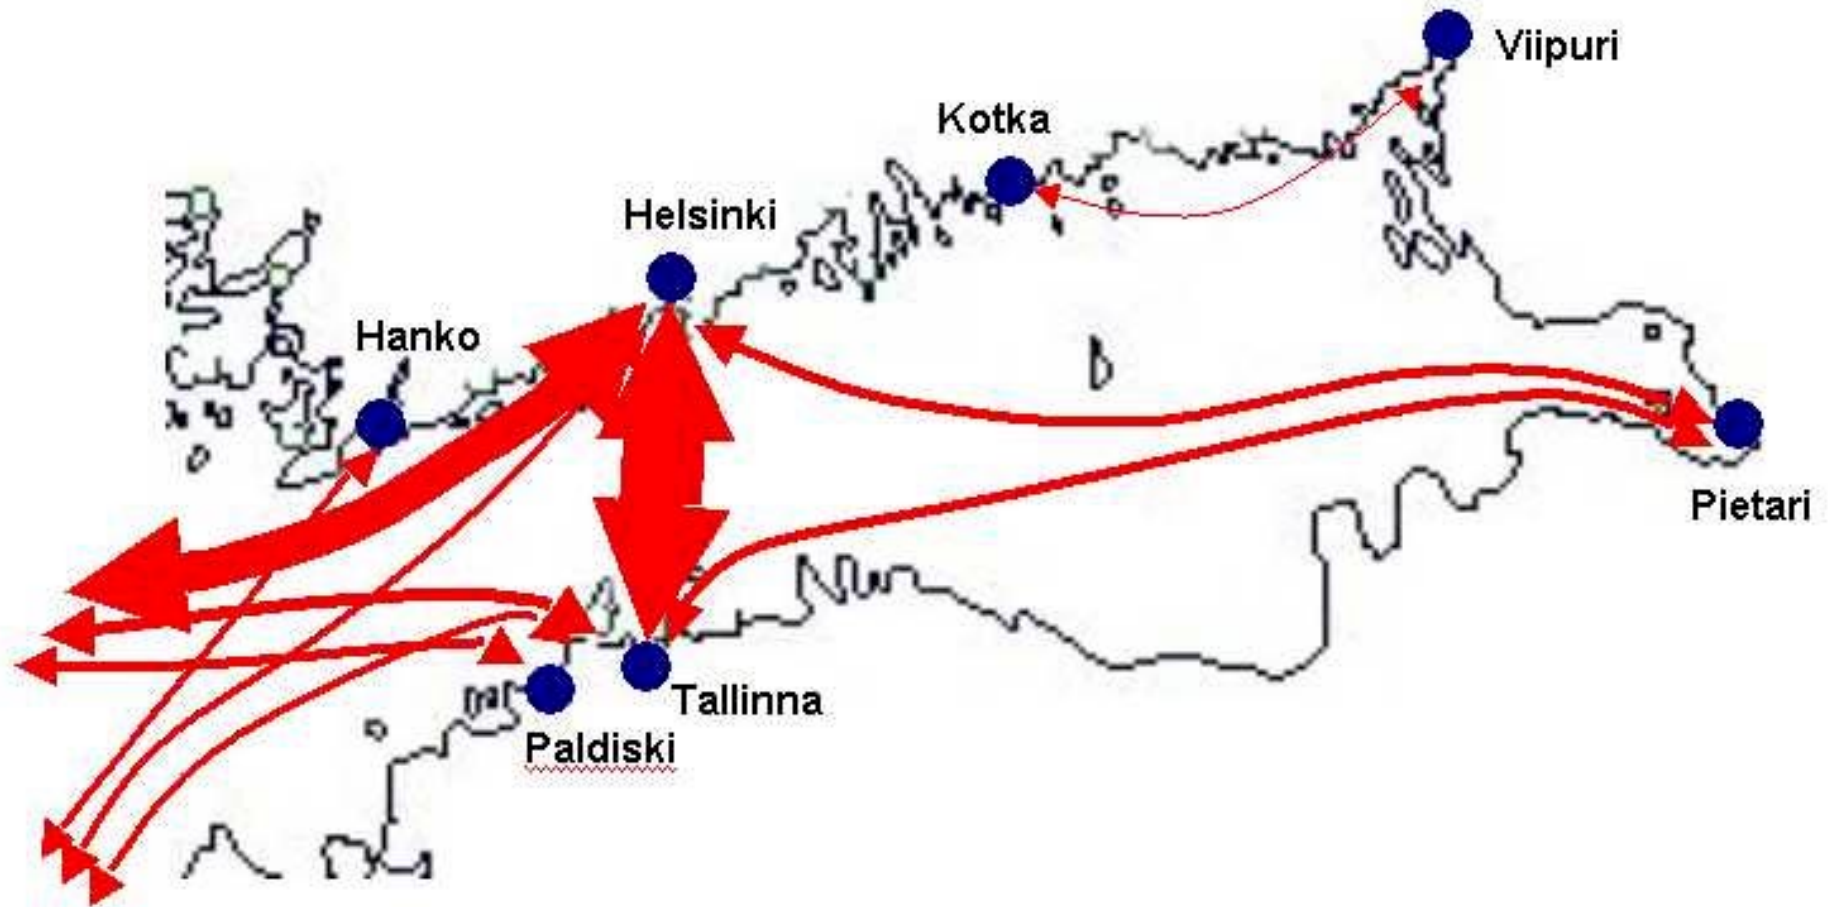 Viipuri
Kotka
Helsinki
Hanko
Pietari
Tallinna
Paldiski